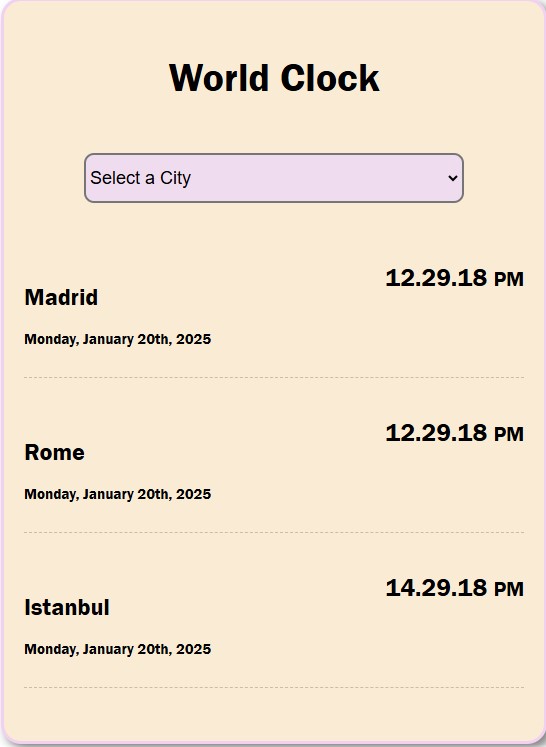 World Clock
Select a City
Madrid
12.29.18 PM
Monday, January 20th, 2025
Rome
12.29.18 PM
Monday, January 20th, 2025
Istanbul
14.29.18 PM
Monday, January 20th, 2025